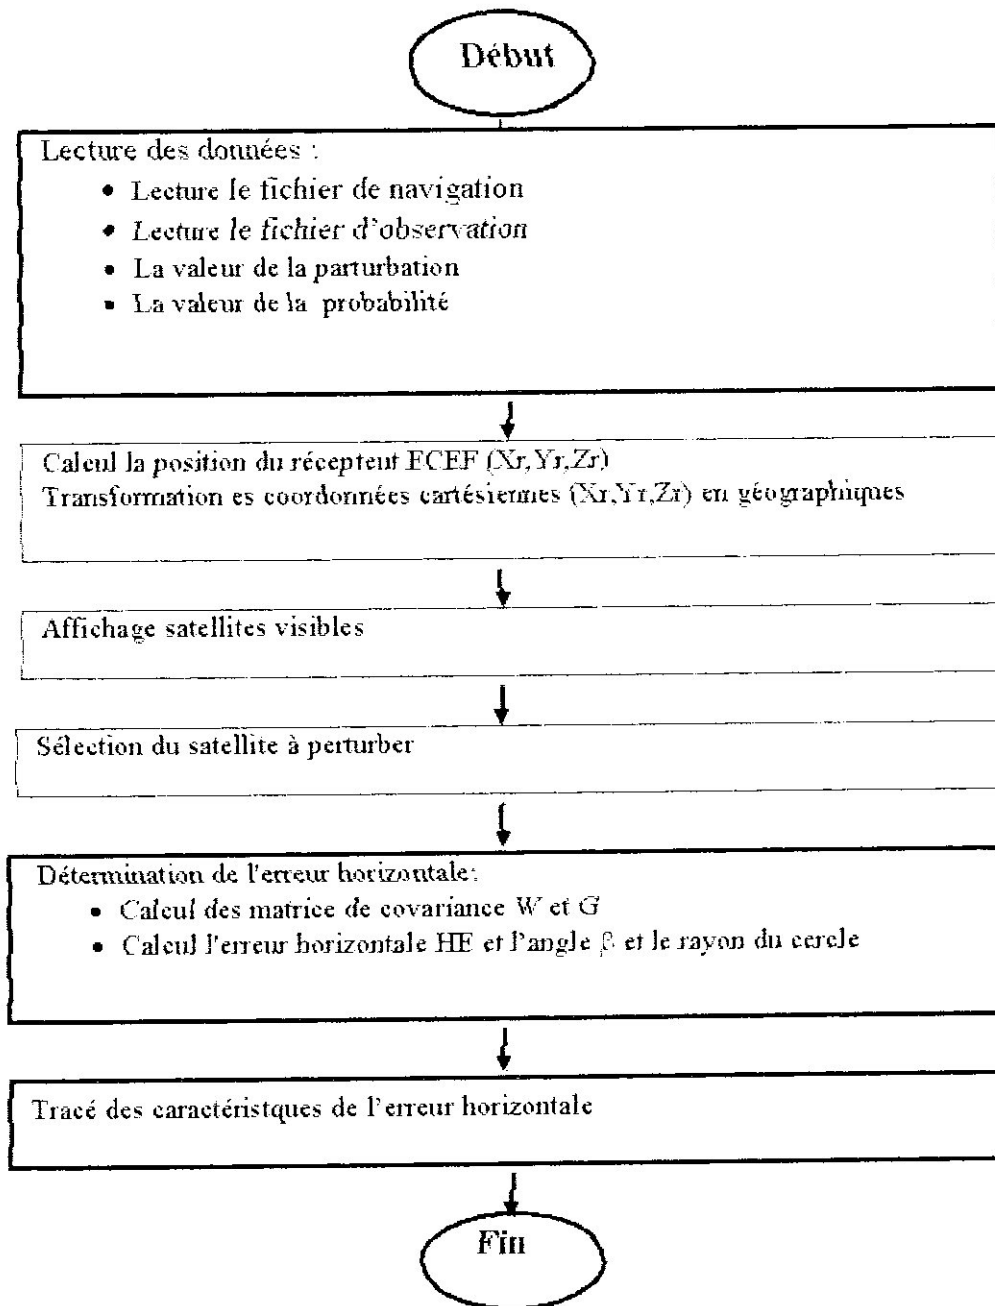 Début
Lecture des données :
• Lecture le fichier de navigation
• Lecture le fichier d'observation
• La valeur de la parturbation
• La valeur de la probabilité
Calcul la position du récepteut ECEF (Xr,Yr,Zr)
Transformation es coordonnées cartésiennes (Xr,Yr,Zr) en géographiques
Affichage satellites visibles
Sélection du satellite à perturber
Détermination de l'erreur horizontale:
• Calcul des matrice de covariance W et G
• Calcul l'erreur horizontale HE et l'angle β et le rayon du cercle
Tracé des caractéristques de l'erreur horizontale
Fin